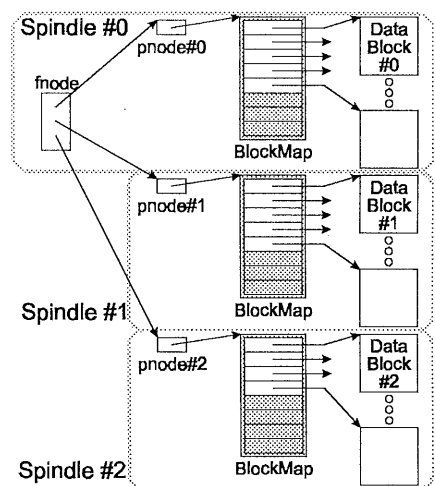 Spindle #0
fnode
pnode#0
BlockMap
Data
Block
#0
pnode#1
BlockMap
Data
Block
#1
Spindle #1
pnode#2
BlockMap
Data
Block
#2
Spindle #2